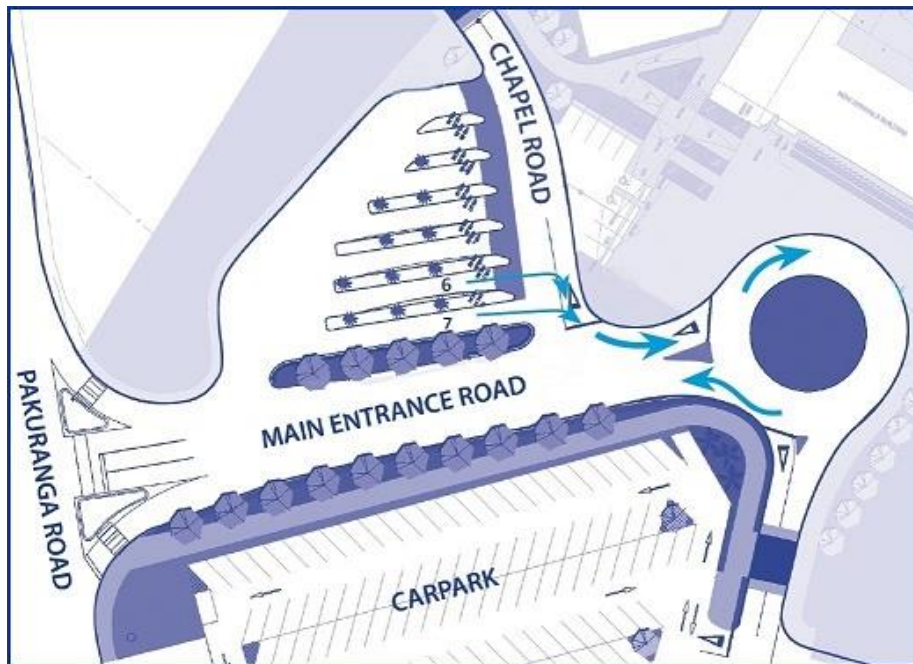 CHAPEL ROAD
6
7
PAKURANGA ROAD
MAIN ENTRANCE ROAD
CARPARK